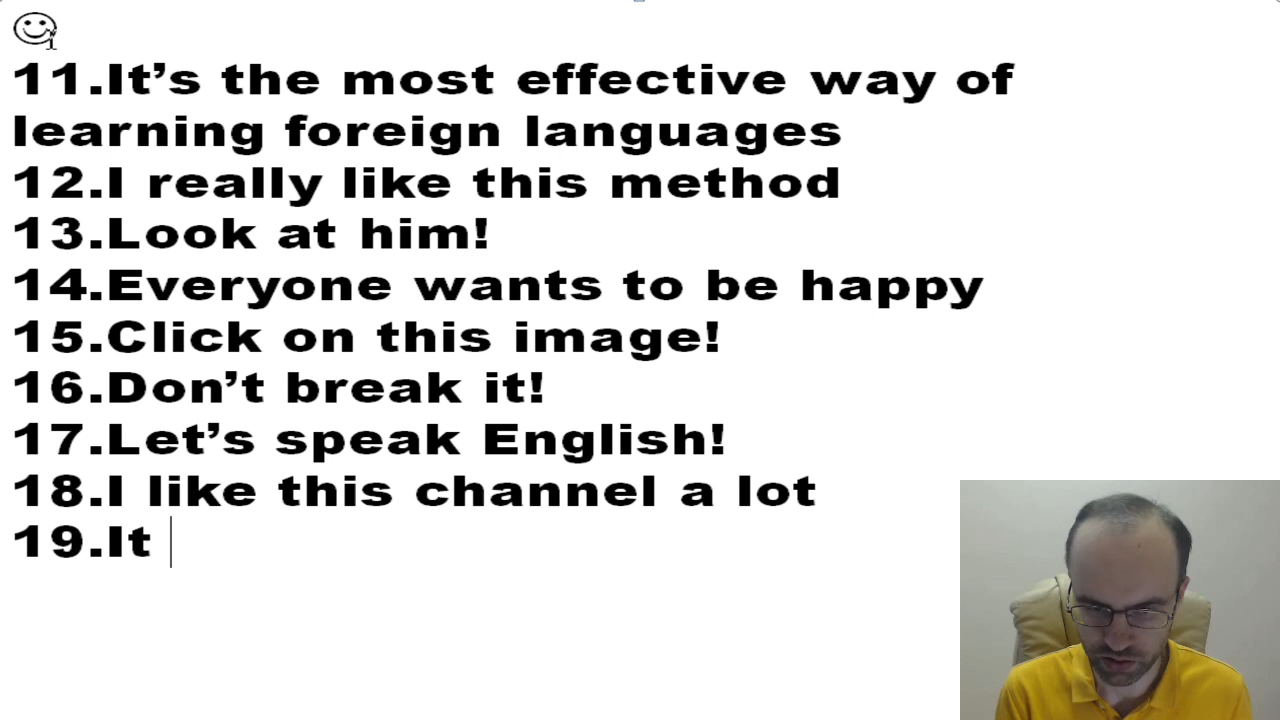 11.It’s the most effective way of
learning foreign languages
12.I really like this method
13.Look at him!
14.Everyone wants to be happy
15.Click on this image!
16.Don’t break it!
17.Let’s speak English!
18.I like this channel a lot
19.It